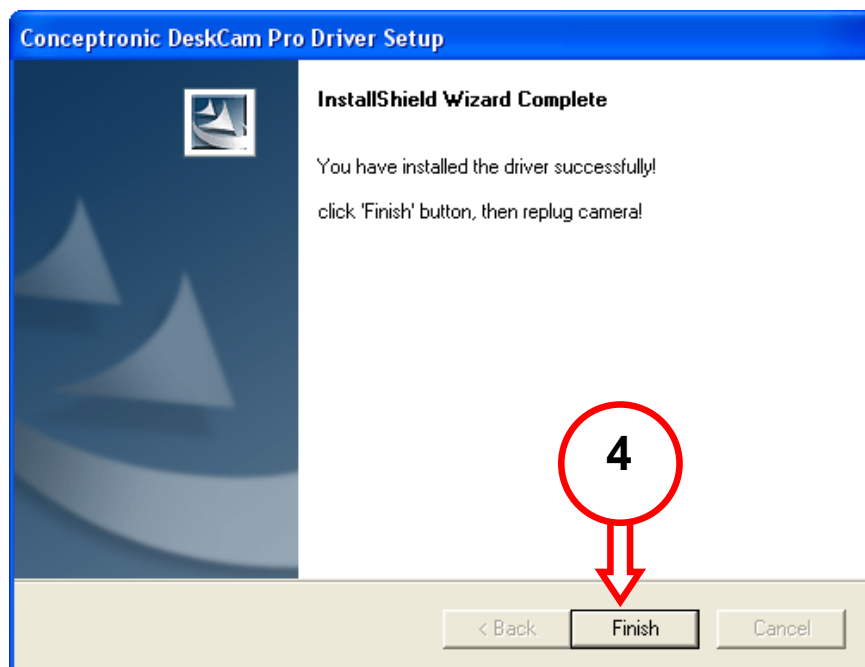 Conceptronic DeskCam Pro Driver Setup
InstallShield Wizard Complete
You have installed the driver successfully!
click 'Finish' button, then replug camera!
4
< Back Finish Cancel